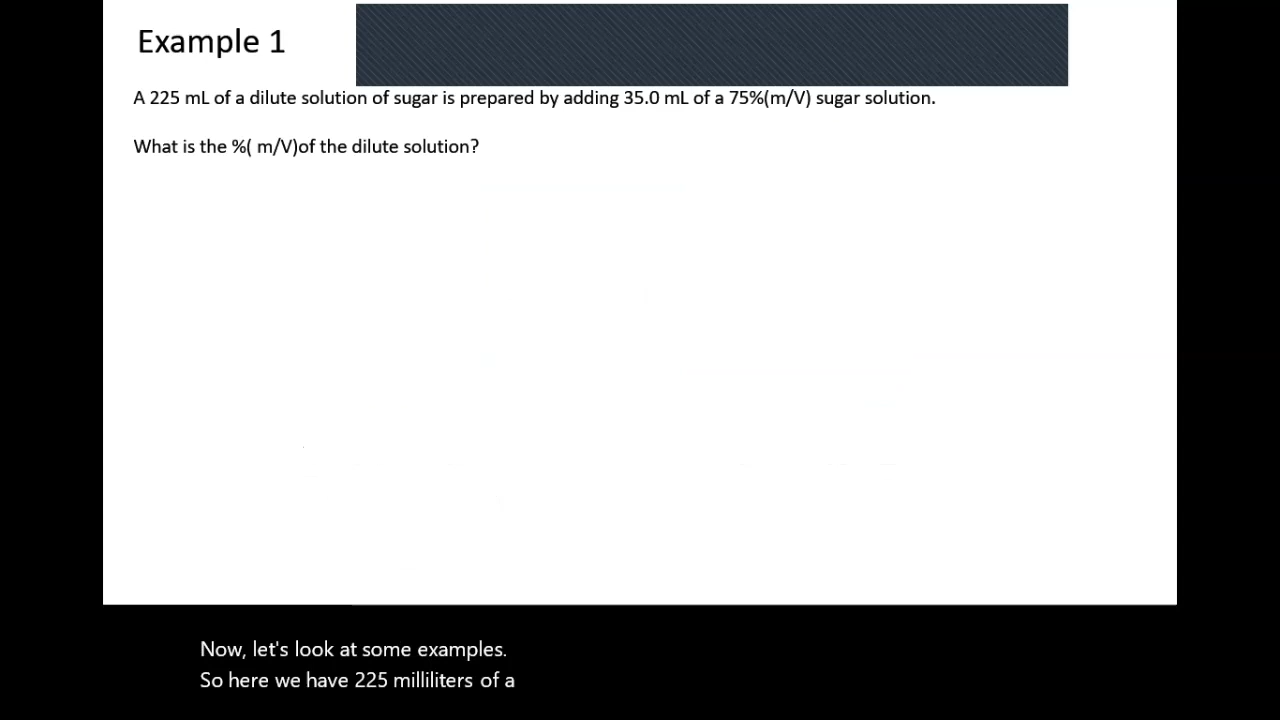 Example 1
A 225 mL of a dilute solution of sugar is prepared by adding 35.0 mL of a 75%(m/V) sugar solution.
What is the %( m/V)of the dilute solution?
Now, let's look at some examples.
So here we have 225 milliliters of a